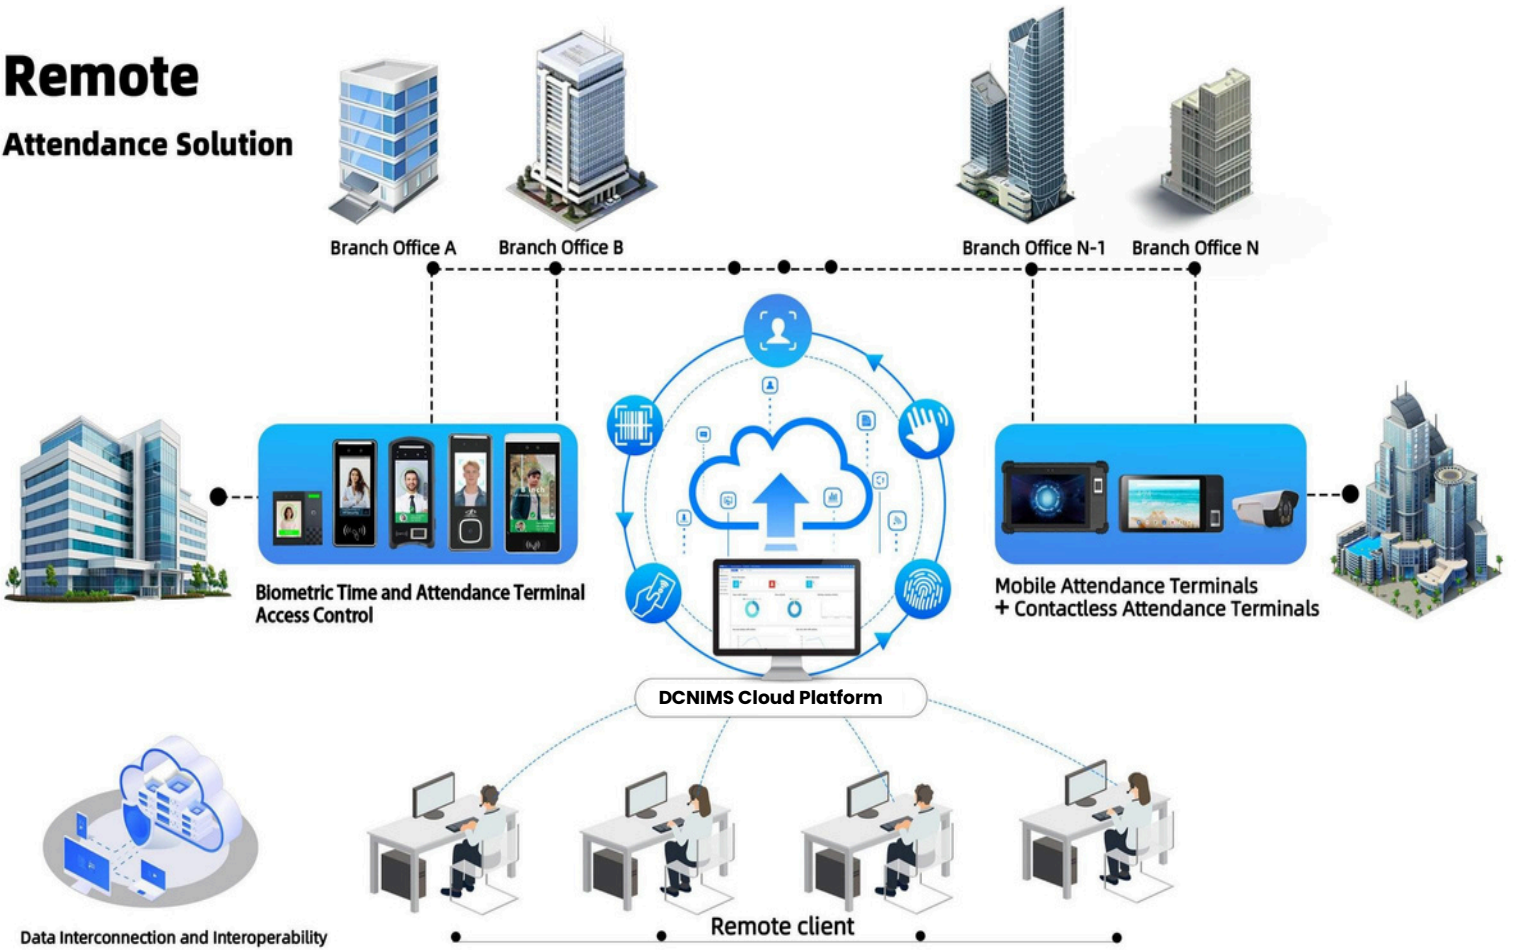 Remote
Attendance Solution
Branch Office A
Branch Office B
Branch Office N-1
Branch Office N
Biometric Time and Attendance Terminal
Access Control
Mobile Attendance Terminals
+ Contactless Attendance Terminals
DCNIMS Cloud Platform
Data Interconnection and Interoperability
Remote client